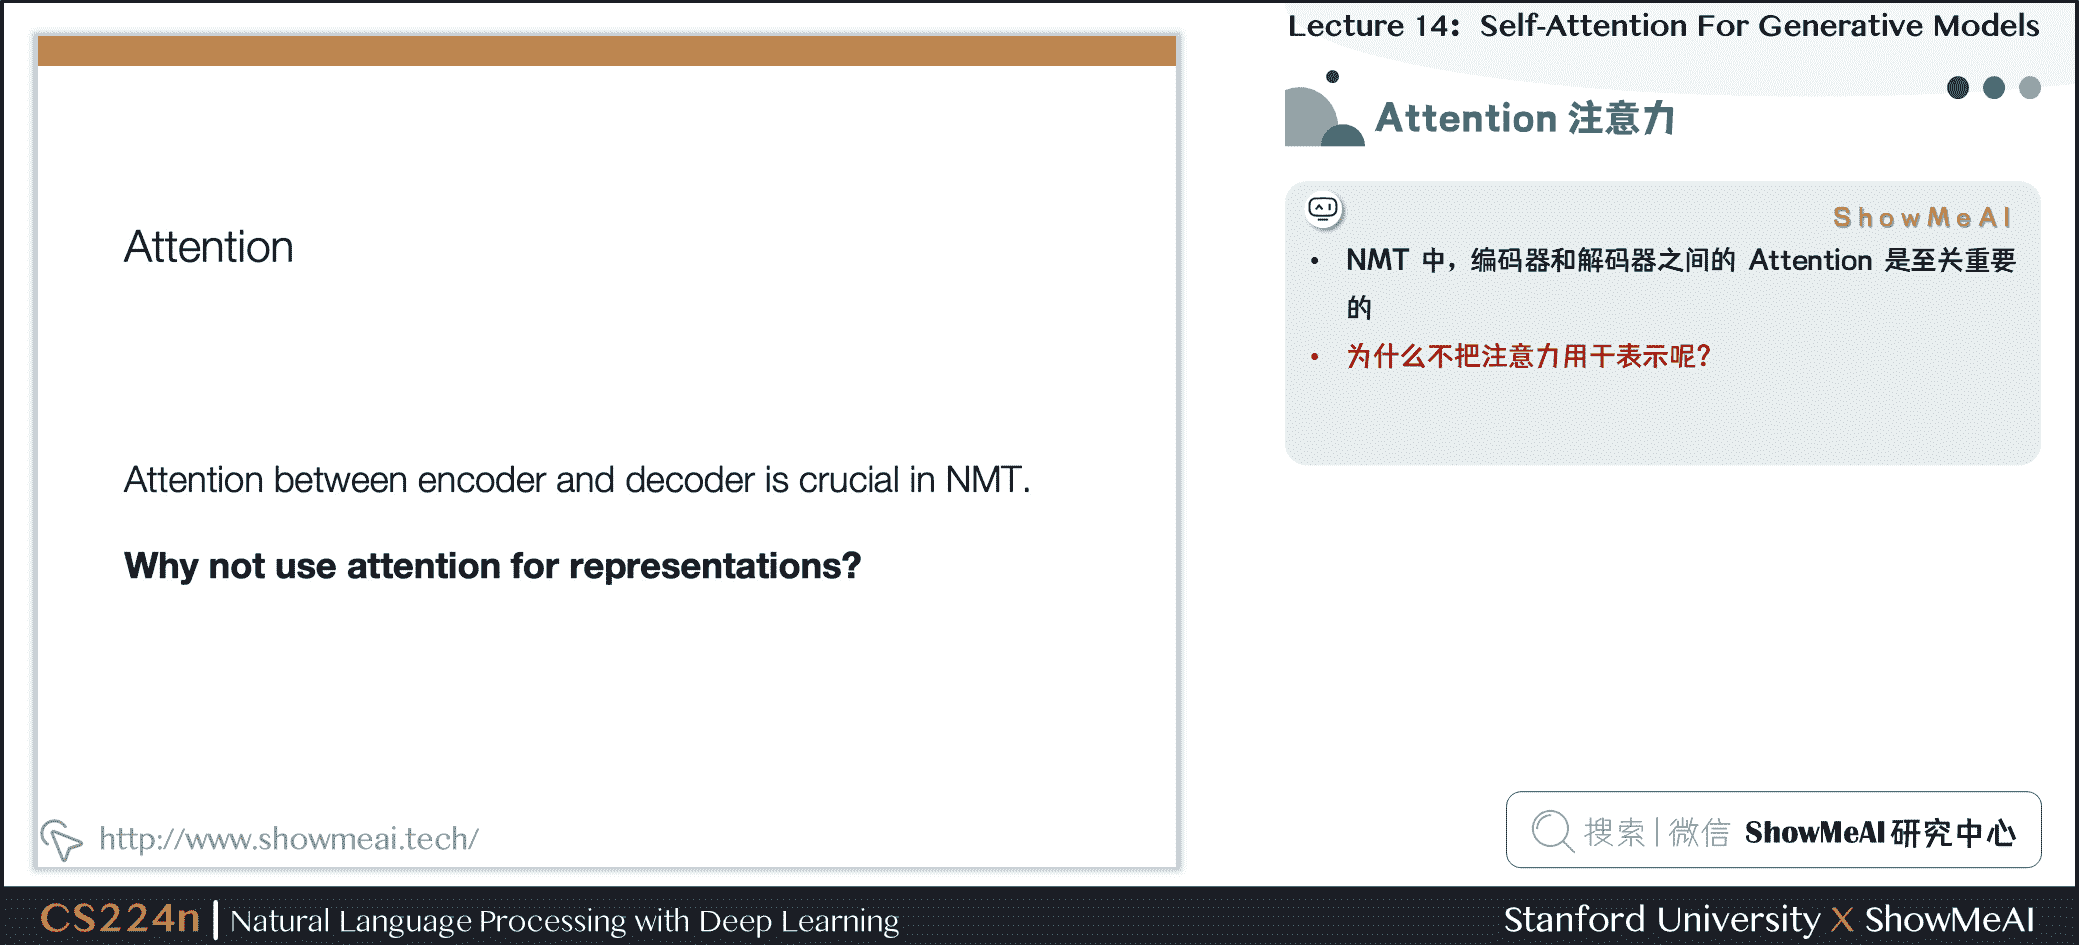 Lecture 14: Self-Attention For Generative Models
Attention
Attention between encoder and decoder is crucial in NMT.
Why not use attention for representations?
http://www.showmeai.tech/
Attention 注意力
ShowMeAI
• NMT 中，编码器和解码器之间的 Attention 是至关重要
的
• 为什么不把注意力用于表示呢？
搜索 | 微信 ShowMeAI 研究中心
CS224n | Natural Language Processing with Deep Learning
Stanford University X ShowMeAI